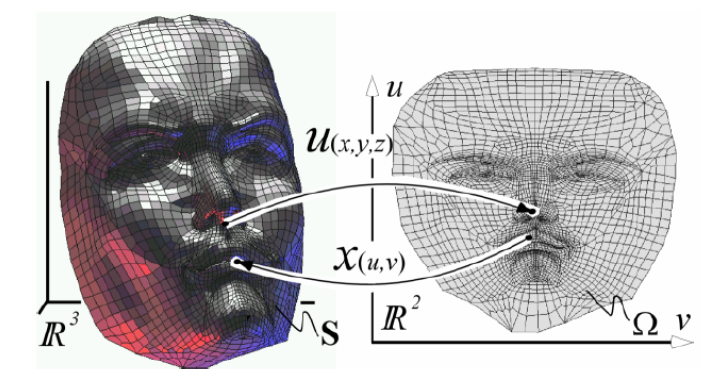 u
u(x,y,z)
x(u,v)
ℝ³
S
ℝ²
Ω
v